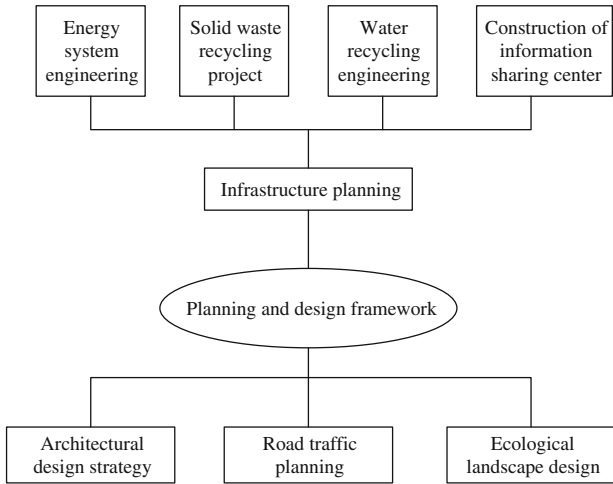 Energy
system
engineering
Solid waste
recycling
project
Water
recycling
engineering
Construction of
information
sharing center
Infrastructure planning
Planning and design framework
Architectural
design strategy
Road traffic
planning
Ecological
landscape design